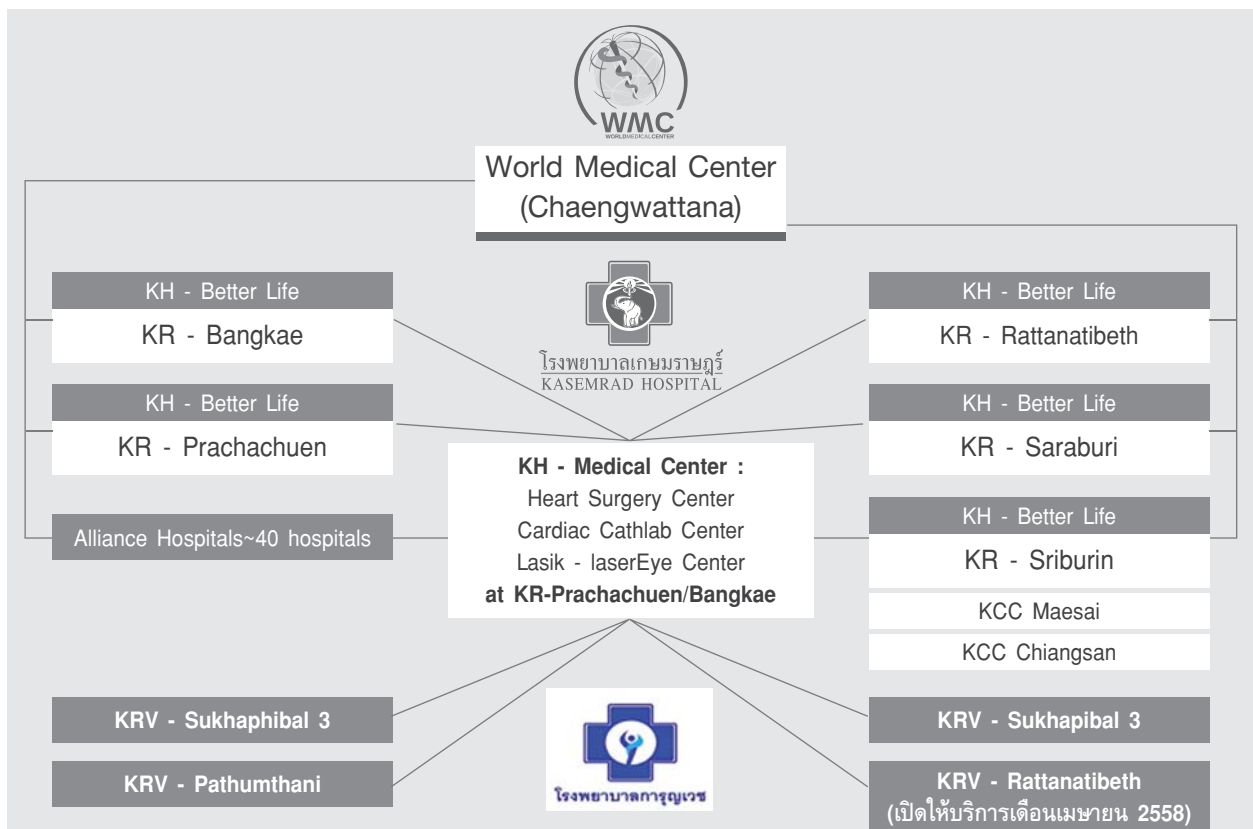 WMC
WORLDMEDICALCENTER
World Medical Center
(Chaengwattana)
KH - Better Life
KR - Bangkae
KH - Better Life
KR - Prachachuen
Alliance Hospitals~40 hospitals
โรงพยาบาลเกษมราษฎร์
KASEMRAD HOSPITAL
KH - Better Life
KR - Rattanatibeth
KH - Better Life
KR - Saraburi
KH - Better Life
KR - Sriburin
KCC Maesai
KCC Chiangsan
KH - Medical Center :
Heart Surgery Center
Cardiac Cathlab Center
Lasik - laserEye Center
at KR-Prachachuen/Bangkae
KRV - Sukhaphibal 3
KRV - Pathumthani
โรงพยาบาลการุญเวช
KRV - Sukhapibal 3
KRV - Rattanatibeth
(เปิดให้บริการเดือนเมษายน 2558)